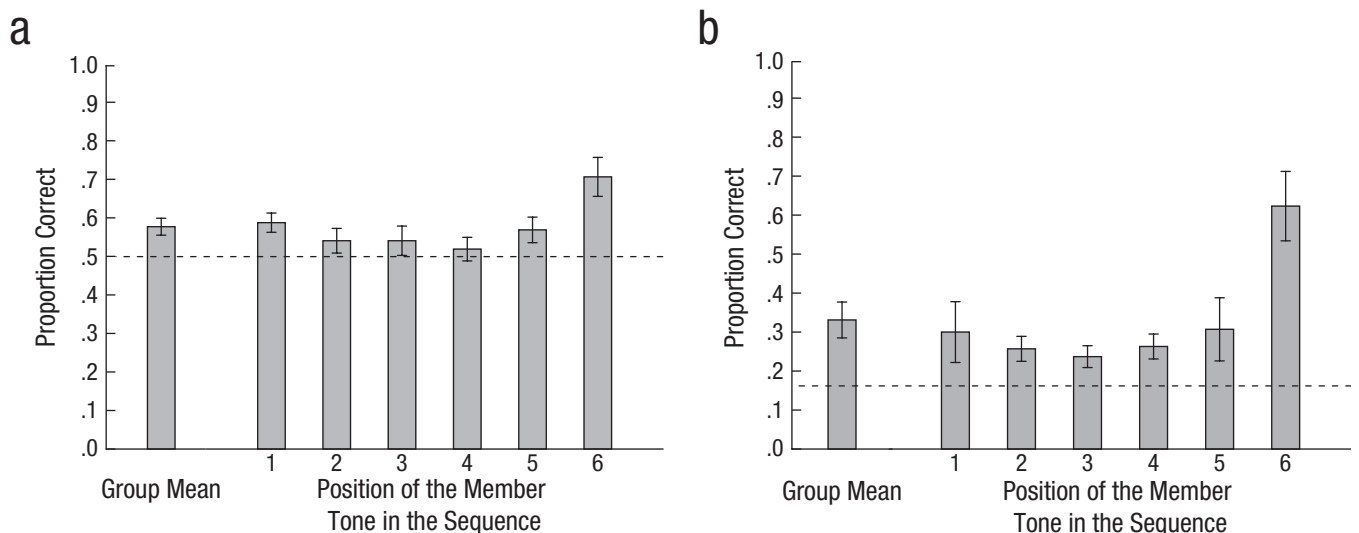 a
1.0
.9
.8
.7
.6
.5
.4
.3
.2
.1
.0
Proportion Correct
1 2 3 4 5 6
Group Mean
Position of the Member
Tone in the Sequence
b
1.0
.9
.8
.7
.6
.5
.4
.3
.2
.1
.0
Proportion Correct
1 2 3 4 5 6
Group Mean
Position of the Member
Tone in the Sequence